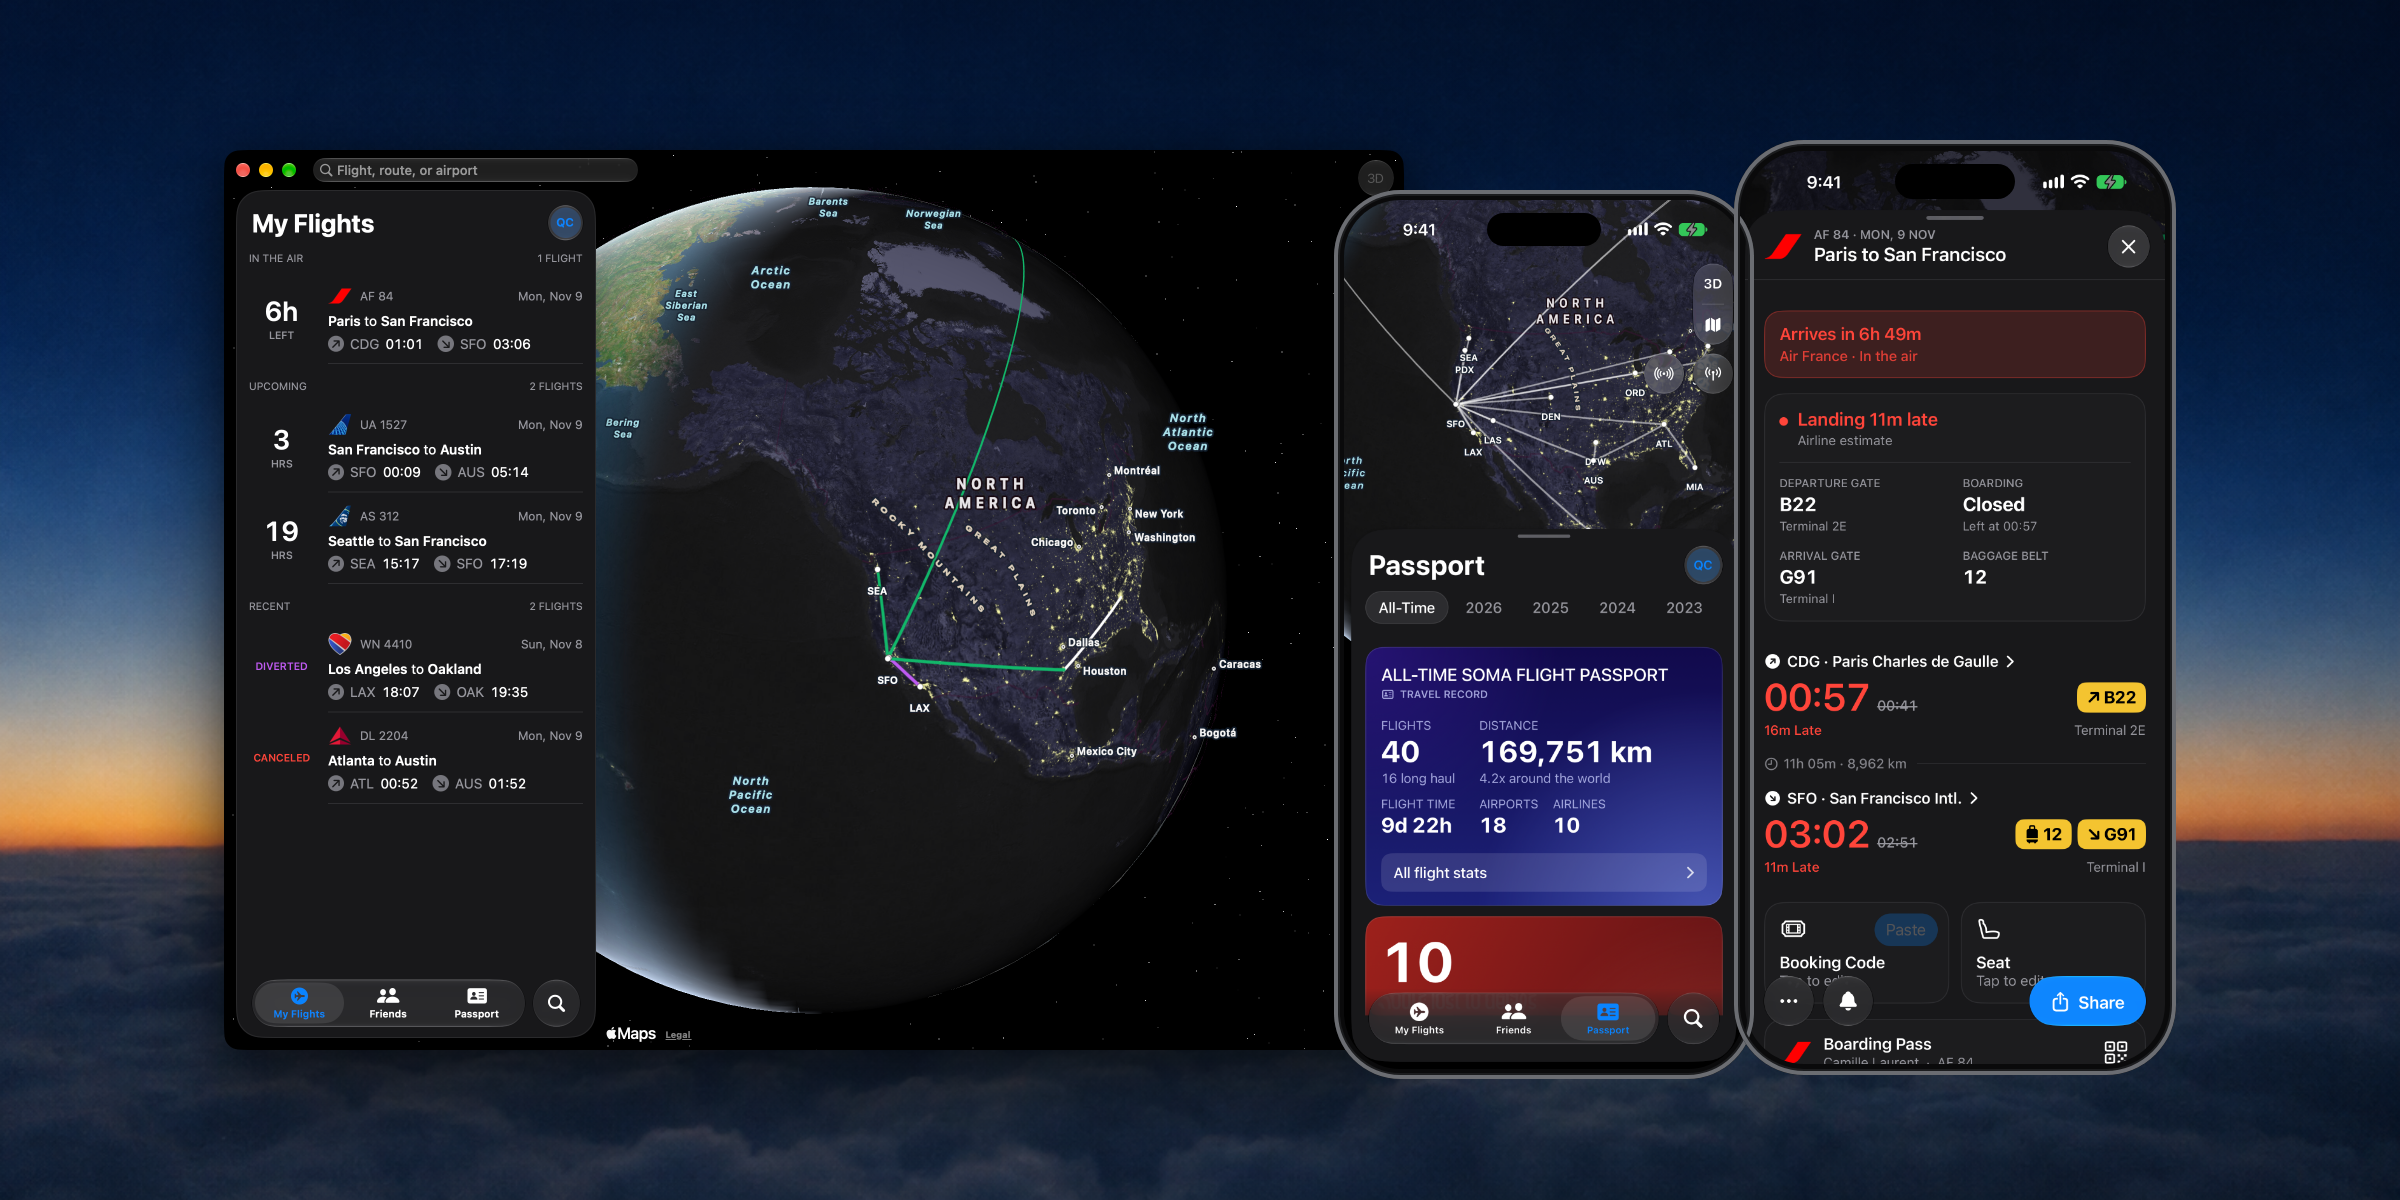 Flight, route, or airport
3D
My Flights
QC
IN THE AIR
1 FLIGHT
6h
LEFT
AF 84
Mon, Nov 9
Paris to San Francisco
CDG 01:01 SFO 03:06
UPCOMING
2 FLIGHTS
3
HRS
UA 1527
Mon, Nov 9
San Francisco to Austin
SFO 00:09 AUS 05:14
19
HRS
AS 312
Mon, Nov 9
Seattle to San Francisco
SEA 15:17 SFO 17:19
RECENT
2 FLIGHTS
DIVERTED
WN 4410
Sun, Nov 8
Los Angeles to Oakland
LAX 18:07 OAK 19:35
CANCELED
DL 2204
Mon, Nov 9
Atlanta to Austin
ATL 00:52 AUS 01:52
My Flights
Friends
Passport
Barents
Sea
Norwegian
Sea
Arctic
Ocean
East
Siberian
Sea
Bering
Sea
North
Atlantic
Ocean
Montréal
NORTH
AMERICA
ROCKY MOUNTAINS
GREAT PLAINS
Toronto
New York
Chicago
Washington
SEA
Dallas
Houston
Caracas
SFO
LAX
Bogotá
Mexico City
North
Pacific
Ocean
Maps
Legal
9:41
3D
NORTH
AMERICA
GREAT PLAINS
SEA
PDX
ORD
DEN
SFO
LAS
LAX
ATL
DFW
AUS
MIA
Passport
QC
All-Time
2026
2025
2024
2023
ALL-TIME SOMA FLIGHT PASSPORT
TRAVEL RECORD
FLIGHTS
DISTANCE
40
169,751 km
16 long haul
4.2x around the world
FLIGHT TIME
AIRPORTS
AIRLINES
9d 22h
18
10
All flight stats
10
My Flights
Friends
Passport
9:41
AF 84 · MON, 9 NOV
Paris to San Francisco
Arrives in 6h 49m
Air France · In the air
Landing 11m late
Airline estimate
DEPARTURE GATE
BOARDING
B22
Closed
Terminal 2E
Left at 00:57
ARRIVAL GATE
BAGGAGE BELT
G91
12
Terminal I
CDG · Paris Charles de Gaulle
00:57 00:41
B22
16m Late
Terminal 2E
11h 05m · 8,962 km
SFO · San Francisco Intl.
03:02 02:51
12
G91
11m Late
Terminal I
Paste
Booking Code
Seat
Tap to edit
Share
Boarding Pass
Camille Laurent · AF 84